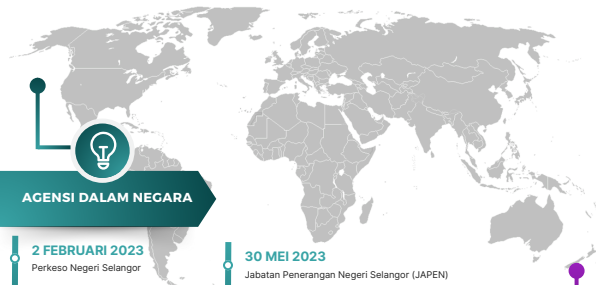 AGENSI DALAM NEGARA
2 FEBRUARI 2023
Perkeso Negeri Selangor
30 MEI 2023
Jabatan Penerangan Negeri Selangor (JAPEN)